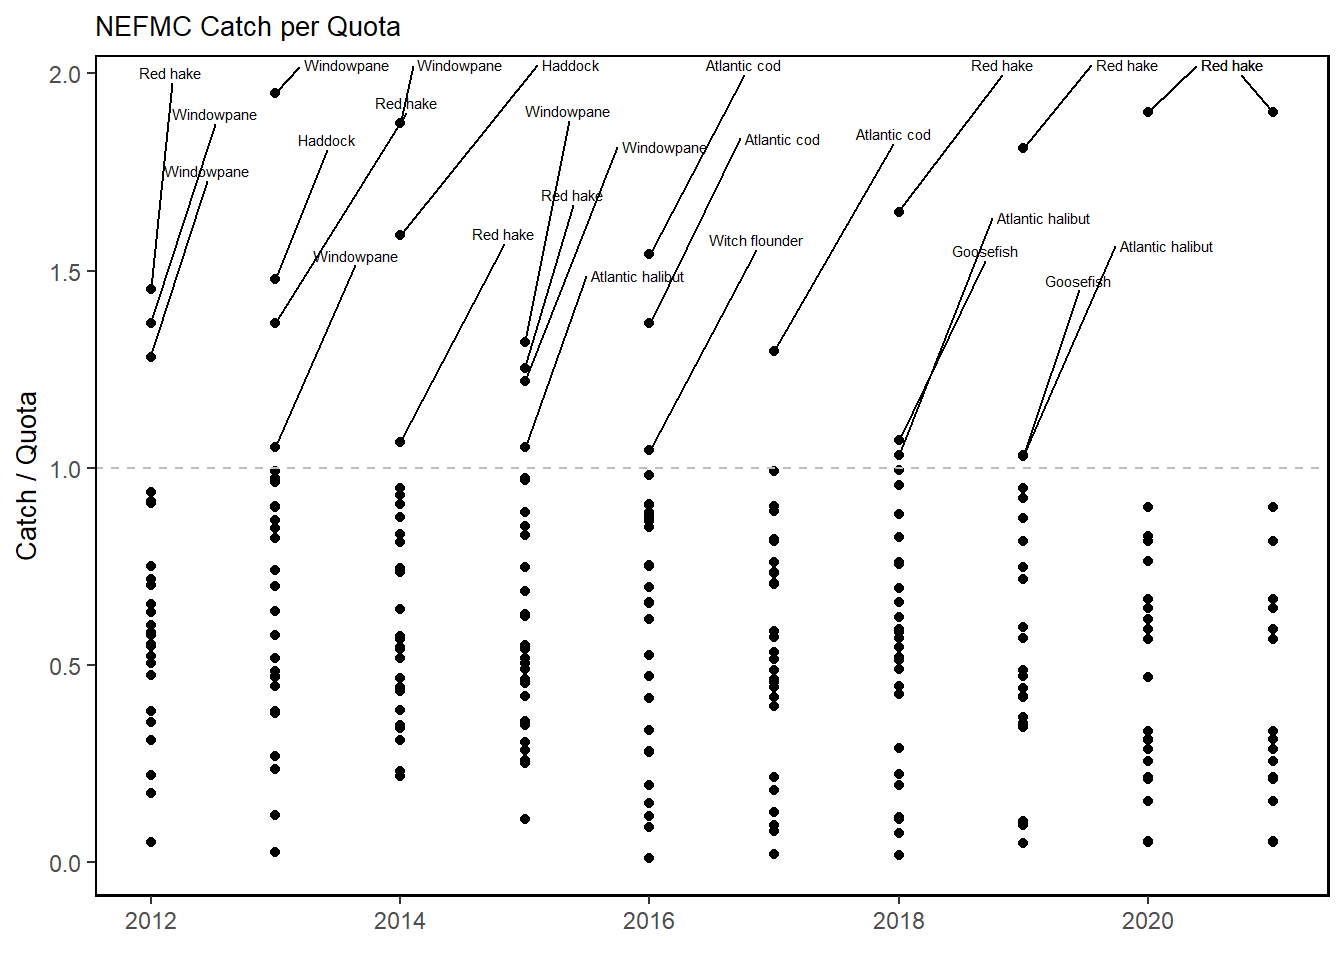 NEFMC Catch per Quota
Catch / Quota
2.0
1.5
1.0
0.5
0.0
Red hake
Windowpane
Windowpane
Haddock
Atlantic cod
Red hake
Red hake
Red hake
Windowpane
Red hake
Windowpane
Haddock
Windowpane
Atlantic cod
Atlantic cod
Windowpane
Red hake
Windowpane
Red hake
Witch flounder
Atlantic halibut
Atlantic halibut
Goosefish
Atlantic halibut
Goosefish
2012
2014
2016
2018
2020